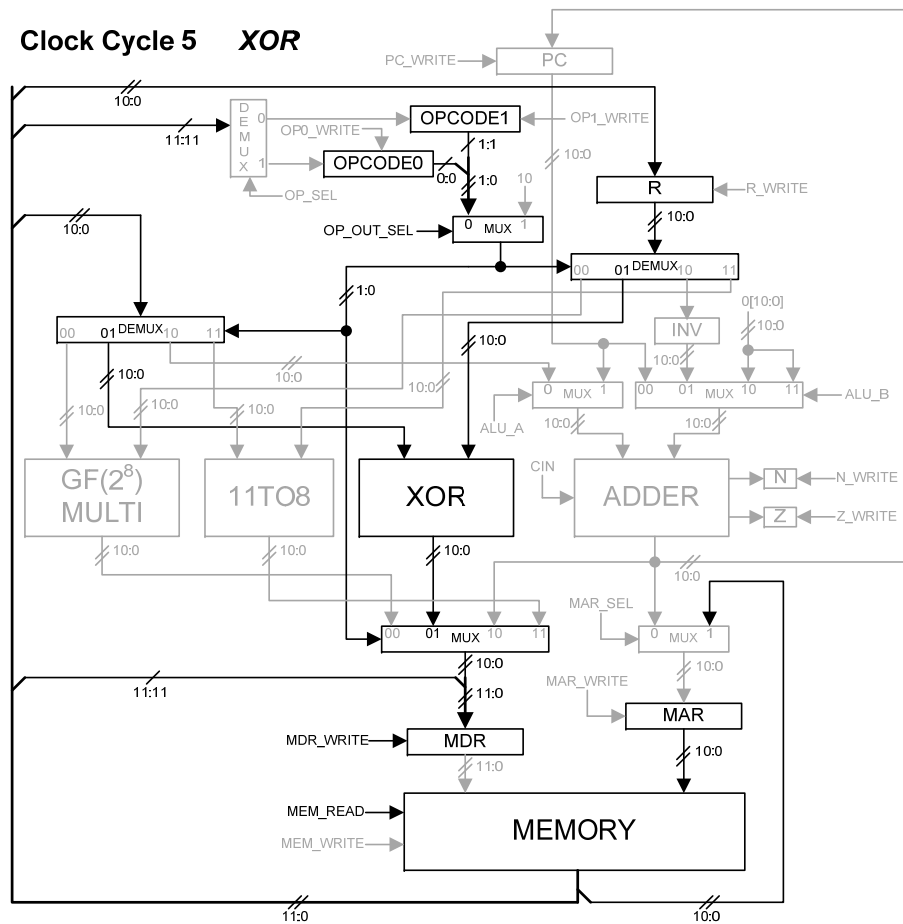 Clock Cycle 5 XOR
PC_WRITE
PC
10:0
11:11
DEMUX
0
1
OP0_WRITE
OPCODE1
OP1_WRITE
1:1
OPCODE0
0:0
1:0
OP_SEL
10
10:0
R
R_WRITE
10:0
10:0
OP_OUT_SEL
0 MUX 1
00 01 DEMUX 10 11
1:0
00 01 DEMUX 10 11
INV
0[10:0]
10:0
10:0
10:0
10:0
10:0
10:0
10:0
10:0
10:0
0 MUX 1
00 01 MUX 10 11
ALU_A
ALU_B
10:0
10:0
GF(2⁸)
MULTI
11TO8
XOR
CIN
ADDER
N
N_WRITE
Z
Z_WRITE
10:0
10:0
10:0
10:0
00 01 MUX 10 11
MAR_SEL
0 MUX 1
10:0
10:0
11:11
11:0
MAR_WRITE
MAR
MDR_WRITE
MDR
11:0
10:0
MEM_READ
MEM_WRITE
MEMORY
11:0
10:0